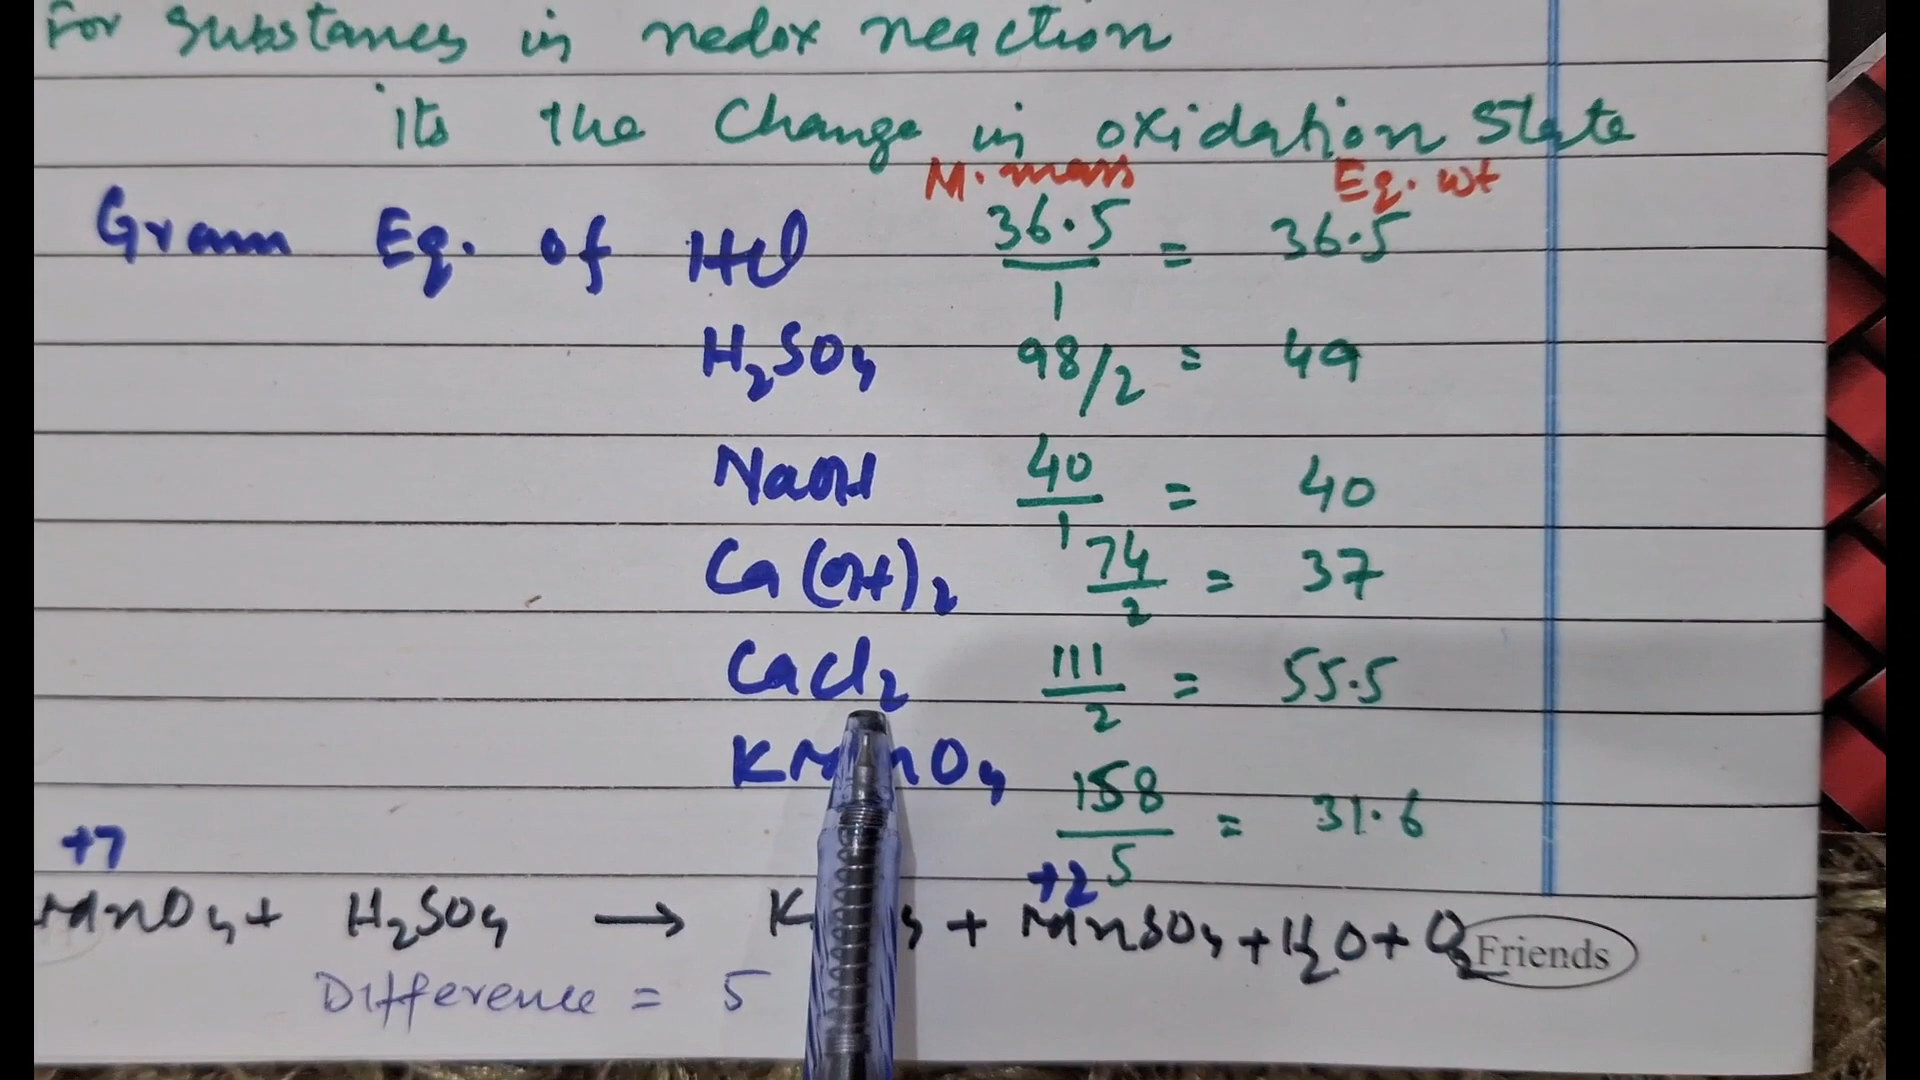 For substances in redox reaction
its the change in oxidation state
M. mass Eq. wt
Gram Eq. of HCl 36.5/1 = 36.5
H₂SO₄ 98/2 = 49
NaOH 40/1 = 40
Ca(OH)₂ 74/2 = 37
CaCl₂ 111/2 = 55.5
KMnO₄ 158/5 = 31.6
+7 +2
MnO₄ + H₂SO₄ → K + MnSO₄ + H₂O + O₂
Friends
Difference = 5